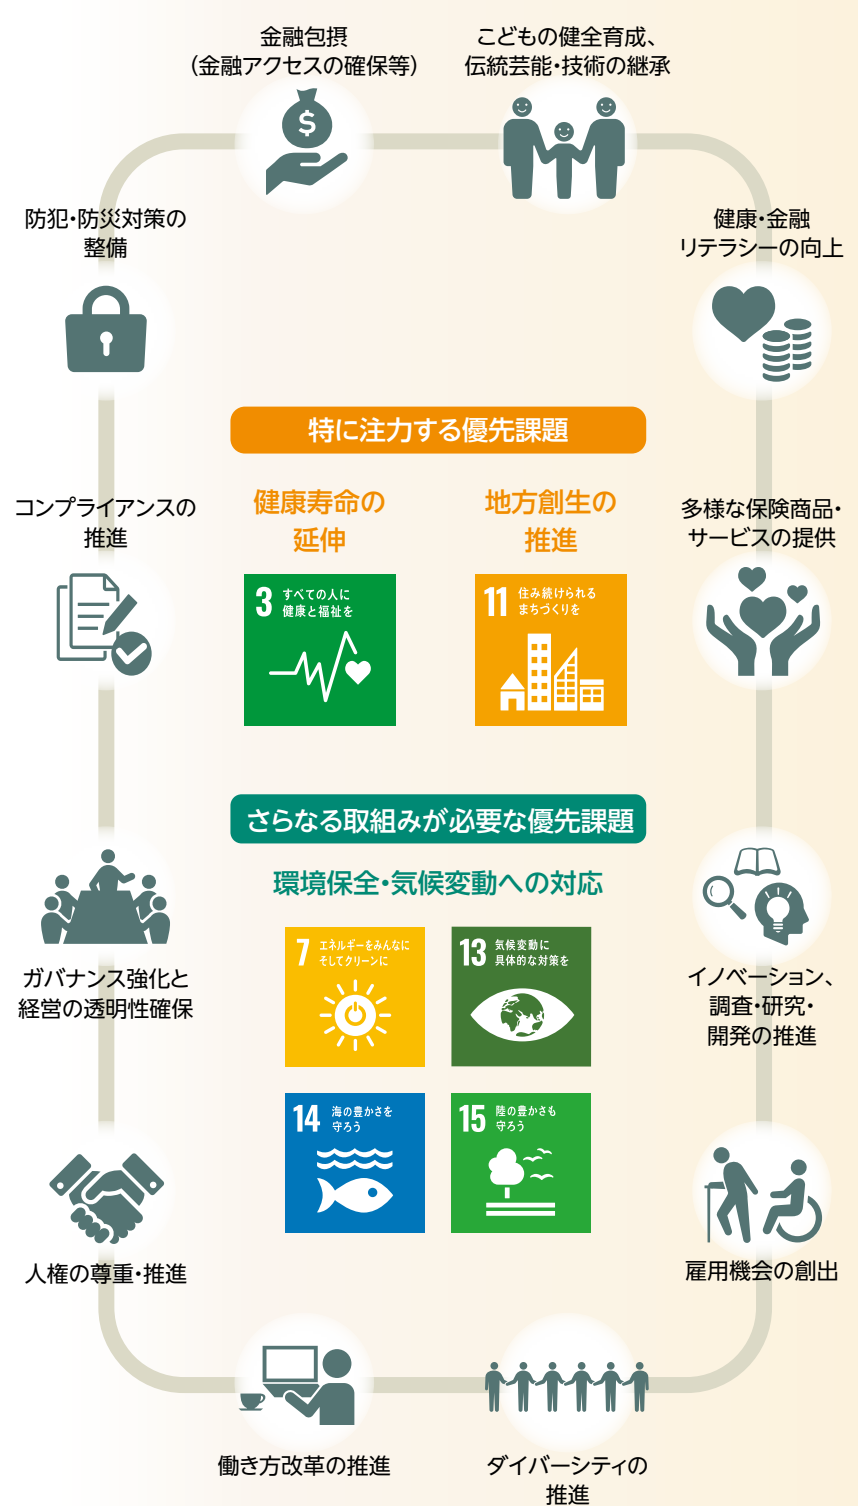 金融包摂
（金融アクセスの確保等）
こどもの健全育成、
伝統芸能・技術の継承
$
防犯・防災対策の
整備
健康・金融
リテラシーの向上
特に注力する優先課題
健康寿命の
延伸
地方創生の
推進
3 すべての人に
健康と福祉を
11 住み続けられる
まちづくりを
コンプライアンスの
推進
多様な保険商品・
サービスの提供
さらなる取組みが必要な優先課題
環境保全・気候変動への対応
7 エネルギーをみんなに
そしてクリーンに
13 気候変動に
具体的な対策を
14 海の豊かさを
守ろう
15 陸の豊かさも
守ろう
ガバナンス強化と
経営の透明性確保
イノベーション、
調査・研究・
開発の推進
人権の尊重・推進
雇用機会の創出
働き方改革の推進
ダイバーシティの
推進